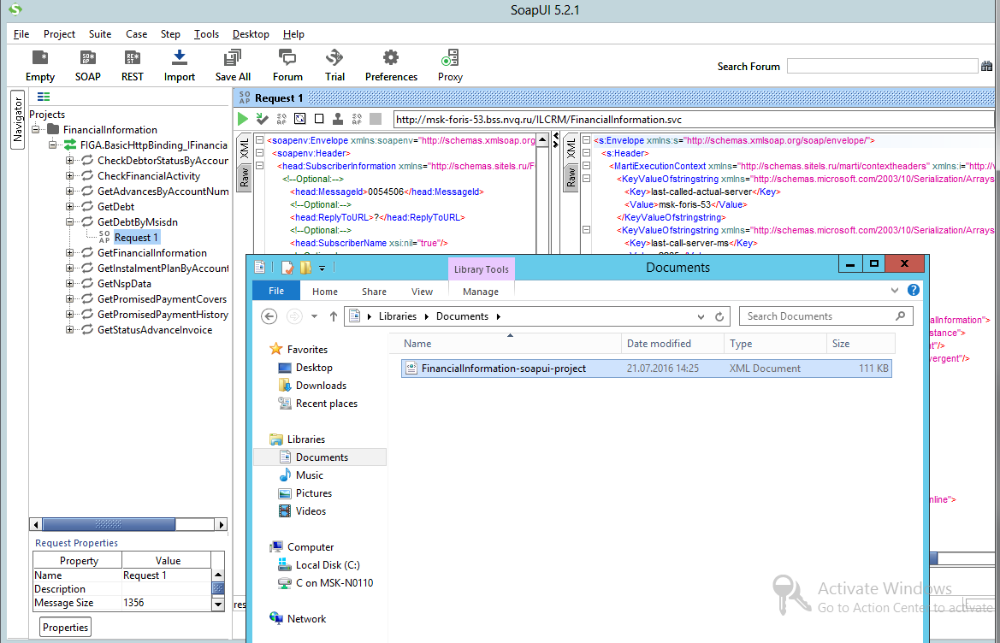 SoapUI 5.2.1
File Project Suite Case Step Tools Desktop Help
Empty SOAP REST Import Save All Forum Trial Preferences Proxy Search Forum
Navigator
Projects
FinancialInformation
FIGA.BasicHttpBinding_IFinancia
CheckDebtorStatusByAccour
CheckFinancialActivity
GetAdvancesByAccountNum
GetDebt
GetDebtByMsisdn
Request 1
GetFinancialInformation
GetInstalmentPlanByAccount
GetNspData
GetPromisedPaymentCovers
GetPromisedPaymentHistory
GetStatusAdvanceInvoice
Request Properties
Property Value
Name Request 1
Description
Message Size 1356
Properties
Request 1
http://msk-foris-53.bss.nvg.ru/ILCRM/FinancialInformation.svc
XML
Raw
<soapenv:Envelope xmlns:soapenv="http://schemas.xmlsoap.org
<soapenv:Header>
<head:SubscriberInformation xmlns="http://schemas.sitels.ru/F
<!--Optional:-->
<head:MessageId>0054506</head:MessageId>
<!--Optional:-->
<head:ReplyToURL>?</head:ReplyToURL>
<!--Optional:-->
<head:SubscriberName xsi:nil="true"/>
XML
Raw
<s:Envelope xmlns:s="http://schemas.xmlsoap.org/soap/envelope/">
<s:Header>
<MartiExecutionContext xmlns="http://schemas.sitels.ru/marti/contextheaders" xmlns:i="http://v
<KeyValueOfstringstring xmlns="http://schemas.microsoft.com/2003/10/Serialization/Arrays
<Key>last-called-actual-server</Key>
<Value>msk-foris-53</Value>
</KeyValueOfstringstring>
<KeyValueOfstringstring xmlns="http://schemas.microsoft.com/2003/10/Serialization/Arrays
<Key>last-call-server-ms</Key>
alInformation">
stance">
nt"/>
vergent"/>
nline">
res
Library Tools Documents
File Home Share View Manage
Libraries Documents Search Documents
Name Date modified Type Size
FinancialInformation-soapui-project 21.07.2016 14:25 XML Document 111 KB
Favorites
Desktop
Downloads
Recent places
Libraries
Documents
Music
Pictures
Videos
Computer
Local Disk (C:)
C on MSK-N0110
Network
Activate Windows
Go to Action Center to activate